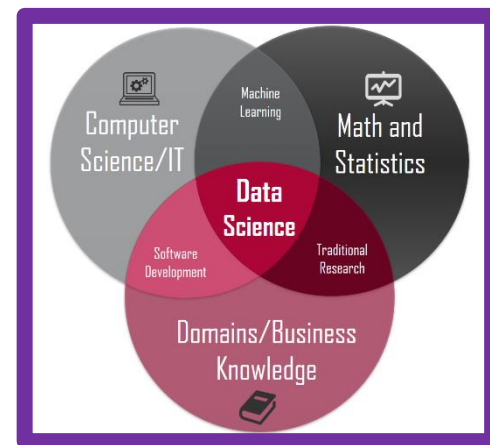 Machine
Learning
Computer
Science/IT
Math and
Statistics
Data
Science
Software
Development
Traditional
Research
Domains/Business
Knowledge